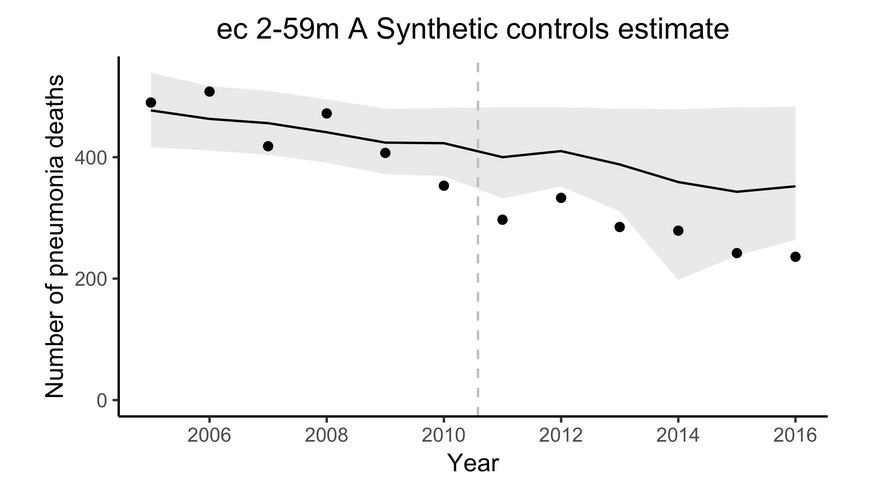 ec 2-59m A Synthetic controls estimate
Number of pneumonia deaths
400
200
0
2006 2008 2010 2012 2014 2016
Year